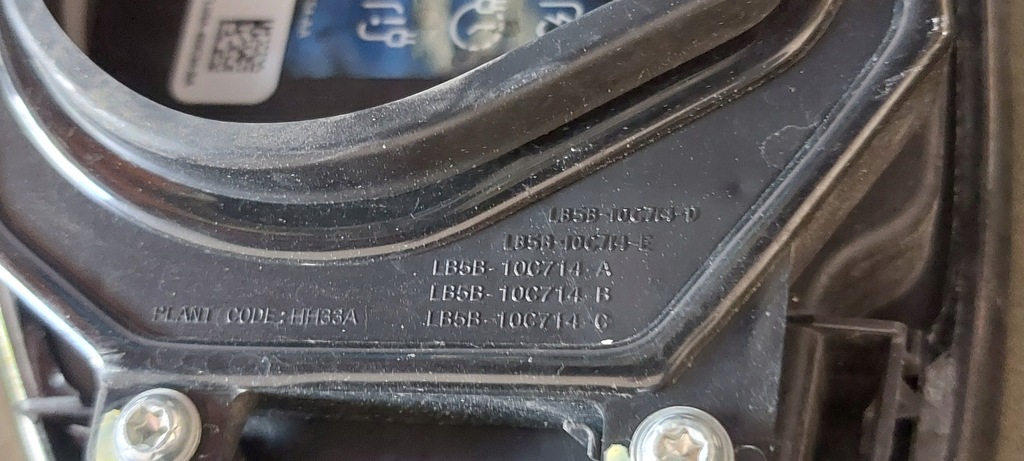 LB5B-10C714-D
LB5B-10C714-E
LB5B-10C714-A
LB5B-10C714-B
LB5B-10C714-C
PLANT CODE:HH33A